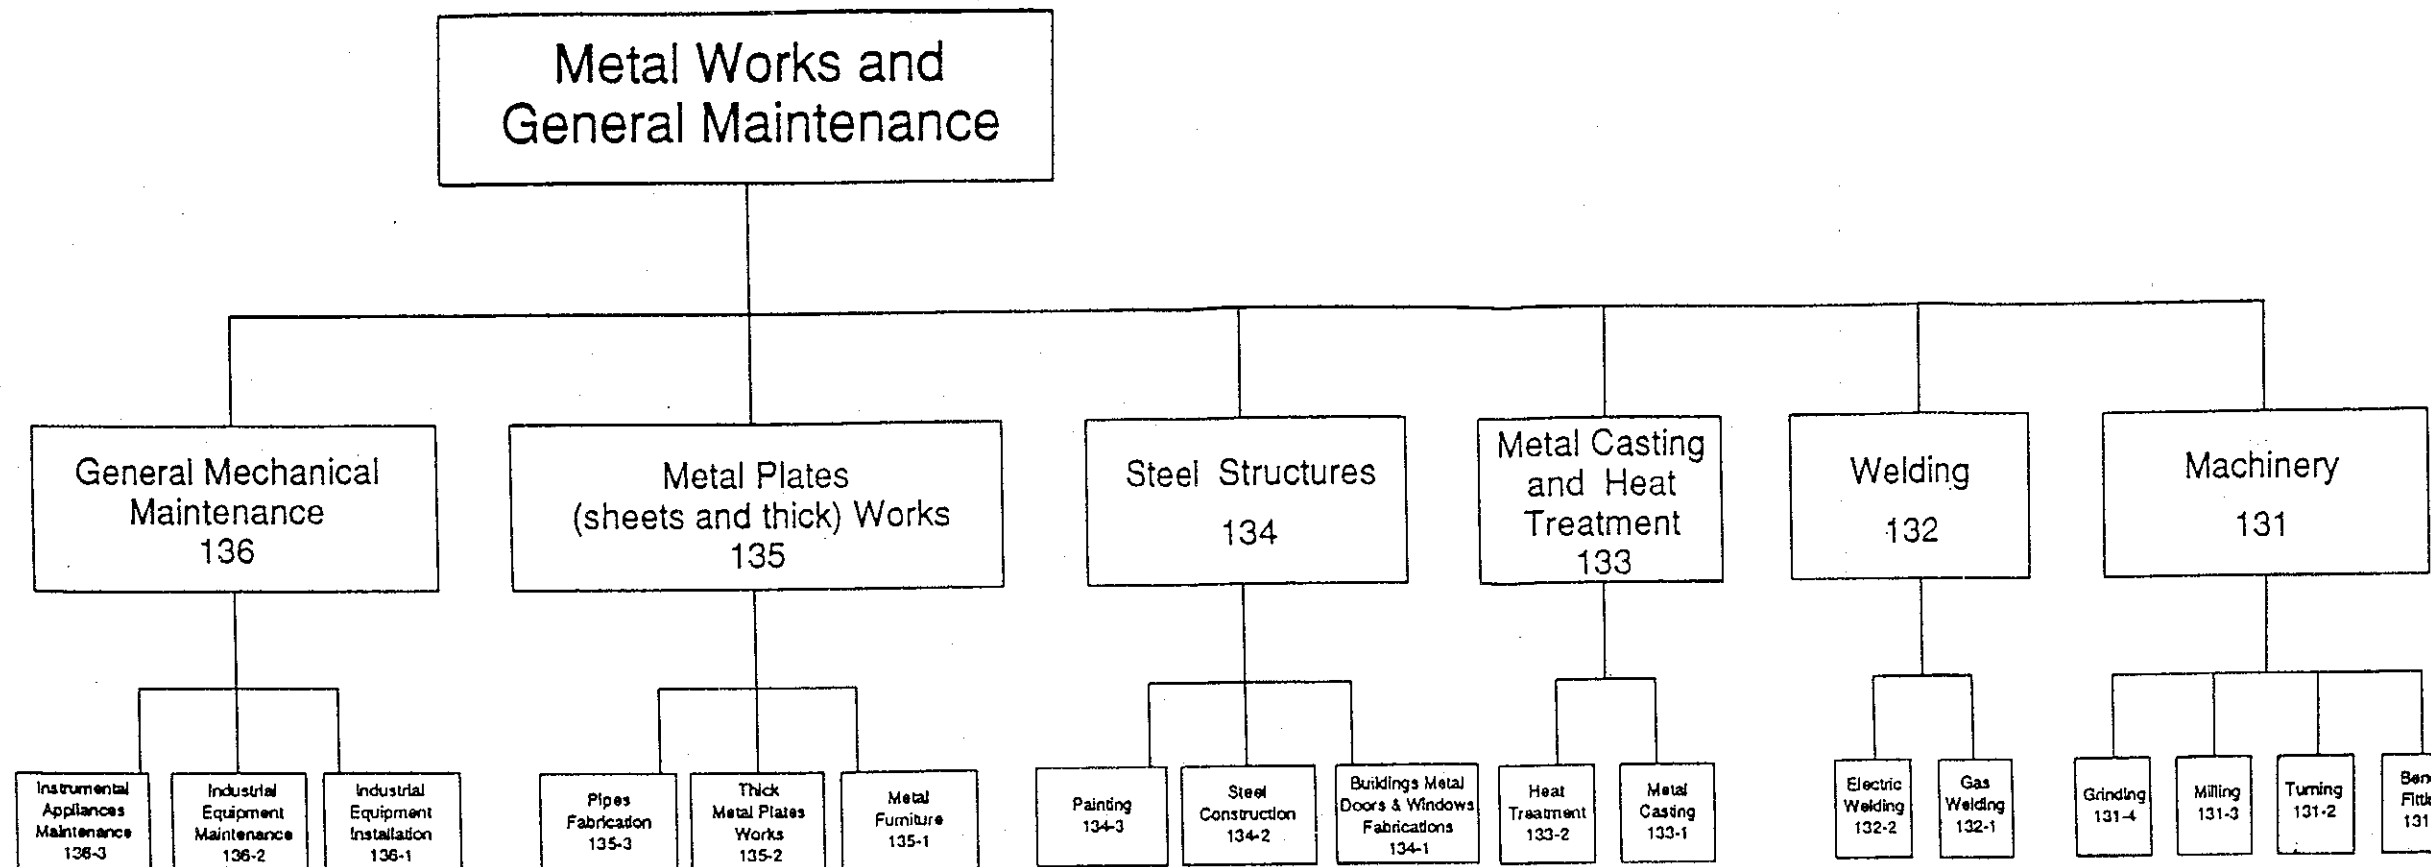 Metal Works and
General Maintenance
General Mechanical
Maintenance
136
Metal Plates
(sheets and thick) Works
135
Steel Structures
134
Metal Casting
and Heat
Treatment
133
Welding
132
Machinery
131
Instrumental
Appliances
Maintenance
136-3
Industrial
Equipment
Maintenance
136-2
Industrial
Equipment
Installation
136-1
Pipes
Fabrication
135-3
Thick
Metal Plates
Works
135-2
Metal
Furniture
135-1
Painting
134-3
Steel
Construction
134-2
Buildings Metal
Doors & Windows
Fabrications
134-1
Heat
Treatment
133-2
Metal
Casting
133-1
Electric
Welding
132-2
Gas
Welding
132-1
Grinding
131-4
Milling
131-3
Turning
131-2
131